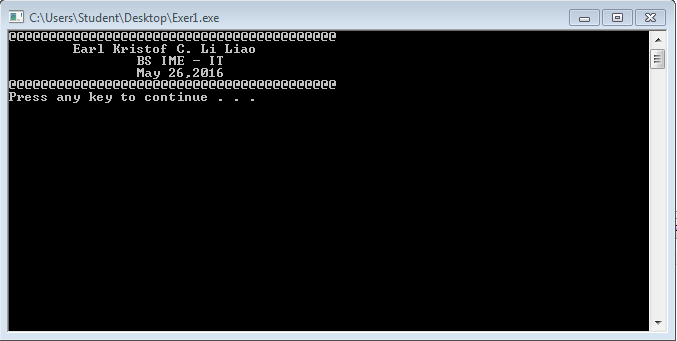 C:\Users\Student\Desktop\Exer1.exe
@@@@@@@@@@@@@@@@@@@@@@@@@@@@@@@@@@@@@@@@@
Earl Kristof C. Li Liao
BS IME - IT
May 26,2016
@@@@@@@@@@@@@@@@@@@@@@@@@@@@@@@@@@@@@@@@@
Press any key to continue . . .